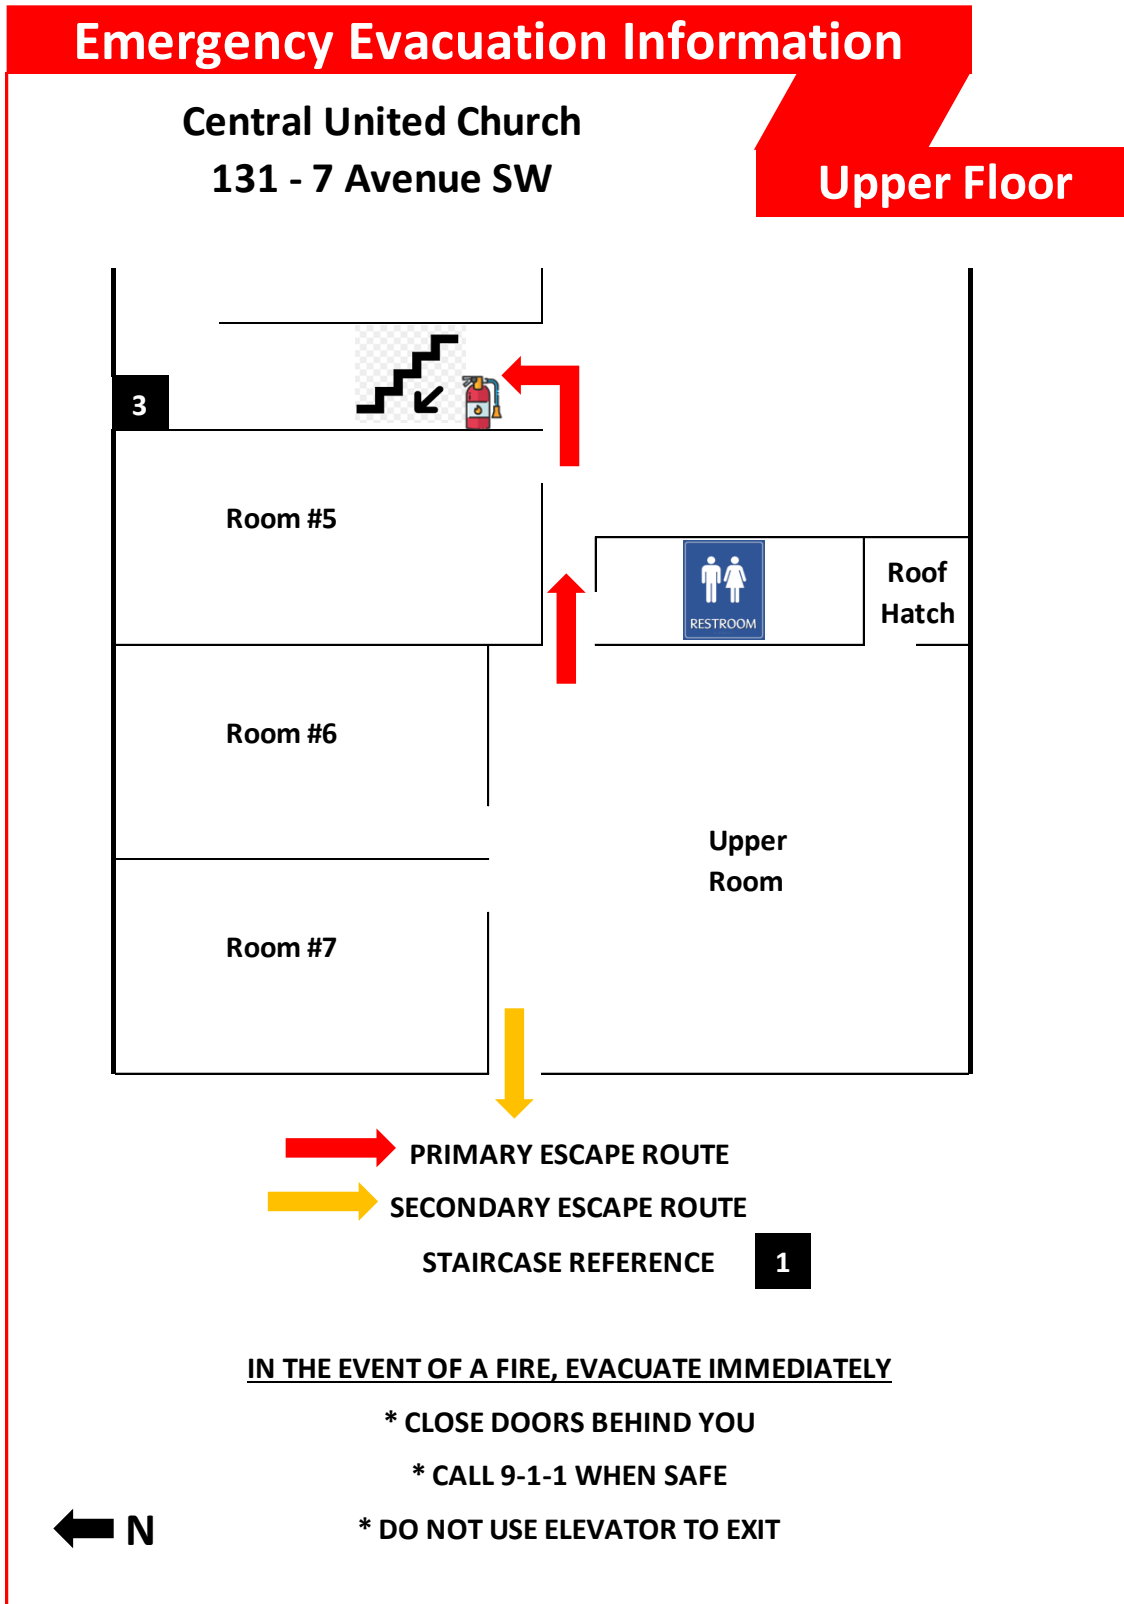 Emergency Evacuation Information
Central United Church
131 - 7 Avenue SW
Upper Floor
3
Room #5
RESTROOM
Roof
Hatch
Room #6
Upper
Room
Room #7
PRIMARY ESCAPE ROUTE
SECONDARY ESCAPE ROUTE
STAIRCASE REFERENCE 1
IN THE EVENT OF A FIRE, EVACUATE IMMEDIATELY
* CLOSE DOORS BEHIND YOU
* CALL 9-1-1 WHEN SAFE
* DO NOT USE ELEVATOR TO EXIT
N